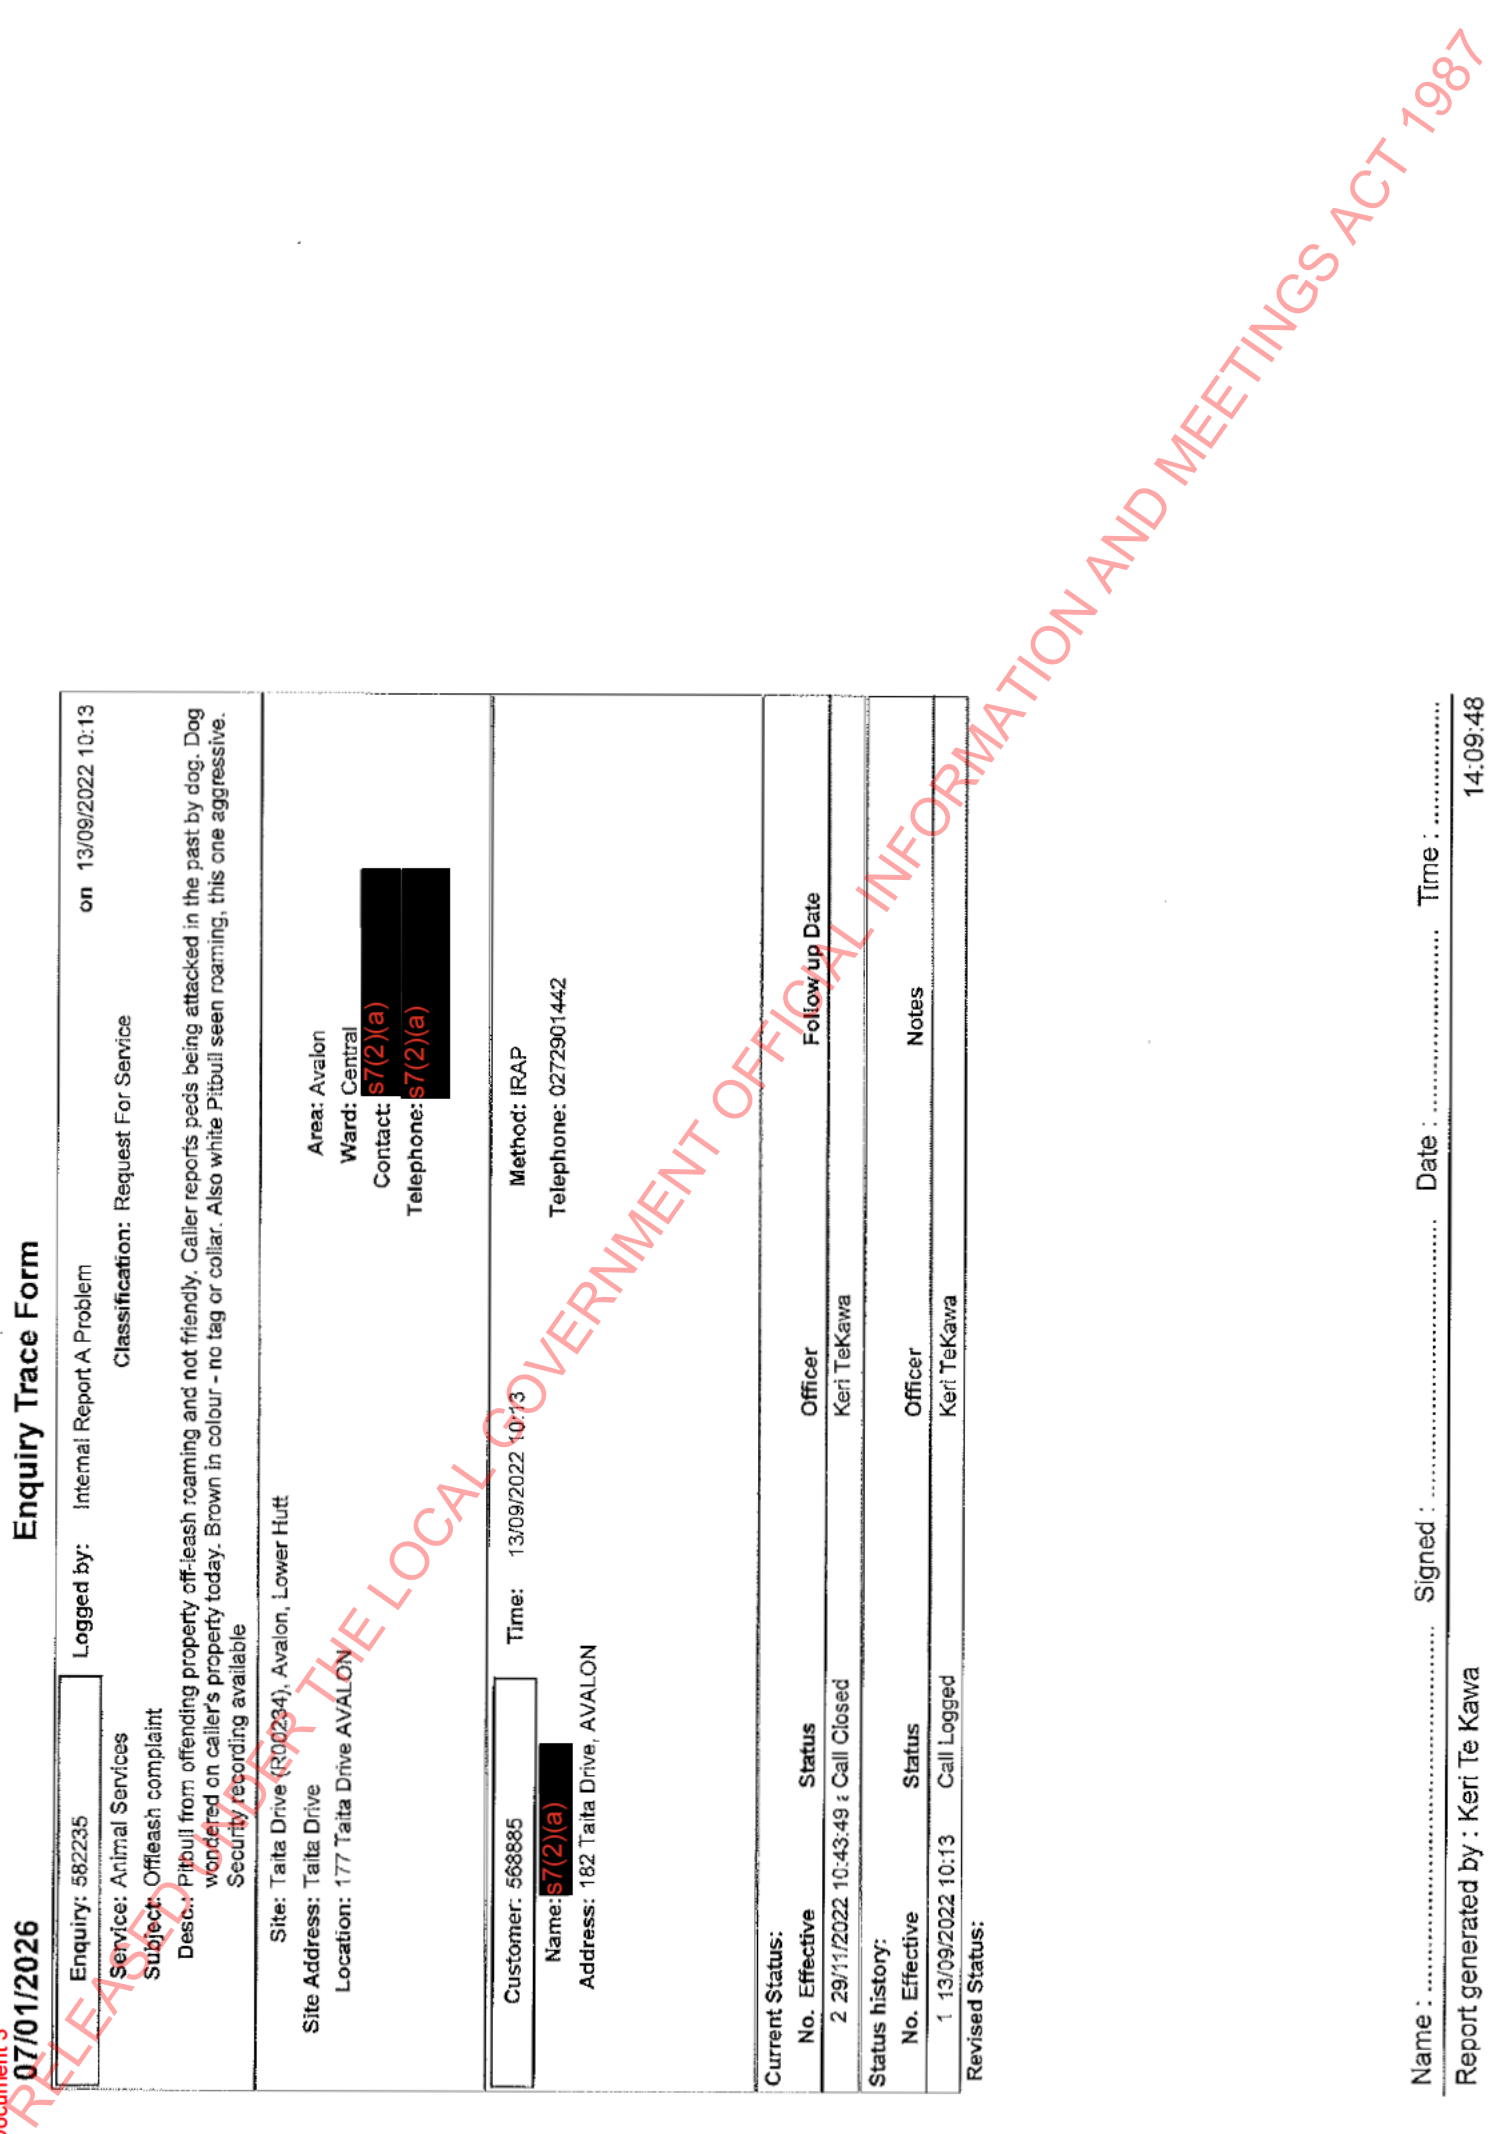 07/01/2026 Enquiry Trace Form
Enquiry: 582235 Logged by: Internal Report A Problem on 13/09/2022 10:13
Service: Animal Services Classification: Request For Service
Subject: Offleash complaint
Desc.: Pitbull from offending property off-leash roaming and not friendly. Caller reports peds being attacked in the past by dog. Dog
wondered on caller's property today. Brown in colour - no tag or collar. Also white Pitbull seen roaming, this one aggressive.
Security recording available
Site: Taita Drive (R00234), Avalon, Lower Hutt
Site Address: Taita Drive Area: Avalon
Location: 177 Taita Drive AVALON Ward: Central
Contact: s7(2)(a)
Telephone: s7(2)(a)
Customer: 568885 Time: 13/09/2022 10:13 Method: IRAP
Name: s7(2)(a) Telephone: 0272901442
Address: 182 Taita Drive, AVALON
Current Status:
No. Effective Status Officer Follow up Date
2 29/11/2022 10:43:49 Call Closed Keri TeKawa
Status history:
No. Effective Status Officer Notes
1 13/09/2022 10:13 Call Logged Keri TeKawa
Revised Status:
Name : Signed : Date : Time :
Report generated by : Keri Te Kawa 14:09:48
RELEASED UNDER THE LOCAL GOVERNMENT OFFICIAL INFORMATION AND MEETINGS ACT 1987